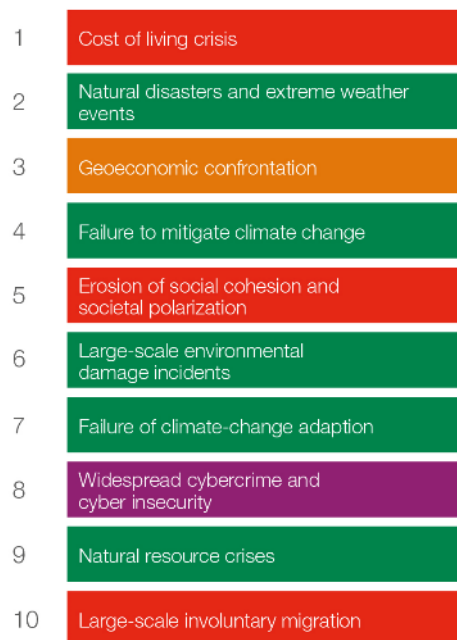 1 Cost of living crisis
2 Natural disasters and extreme weather
events
3 Geoeconomic confrontation
4 Failure to mitigate climate change
5 Erosion of social cohesion and
societal polarization
6 Large-scale environmental
damage incidents
7 Failure of climate-change adaption
8 Widespread cybercrime and
cyber insecurity
9 Natural resource crises
10 Large-scale involuntary migration